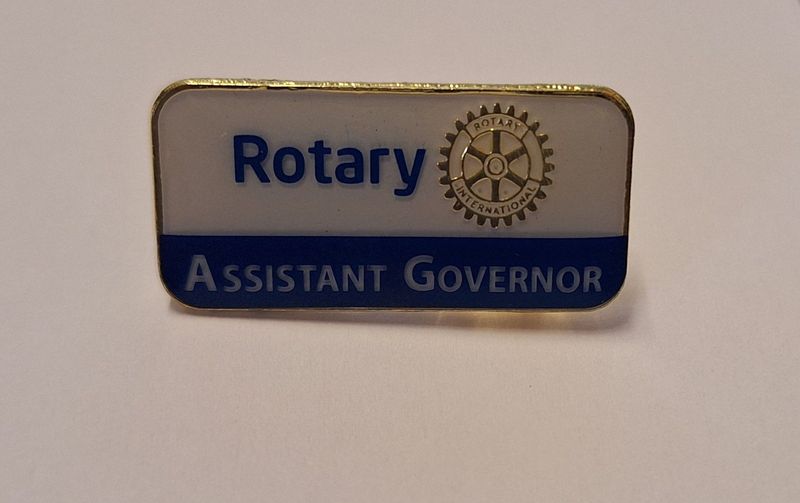 Rotary
ROTARY
INTERNATIONAL
ASSISTANT GOVERNOR